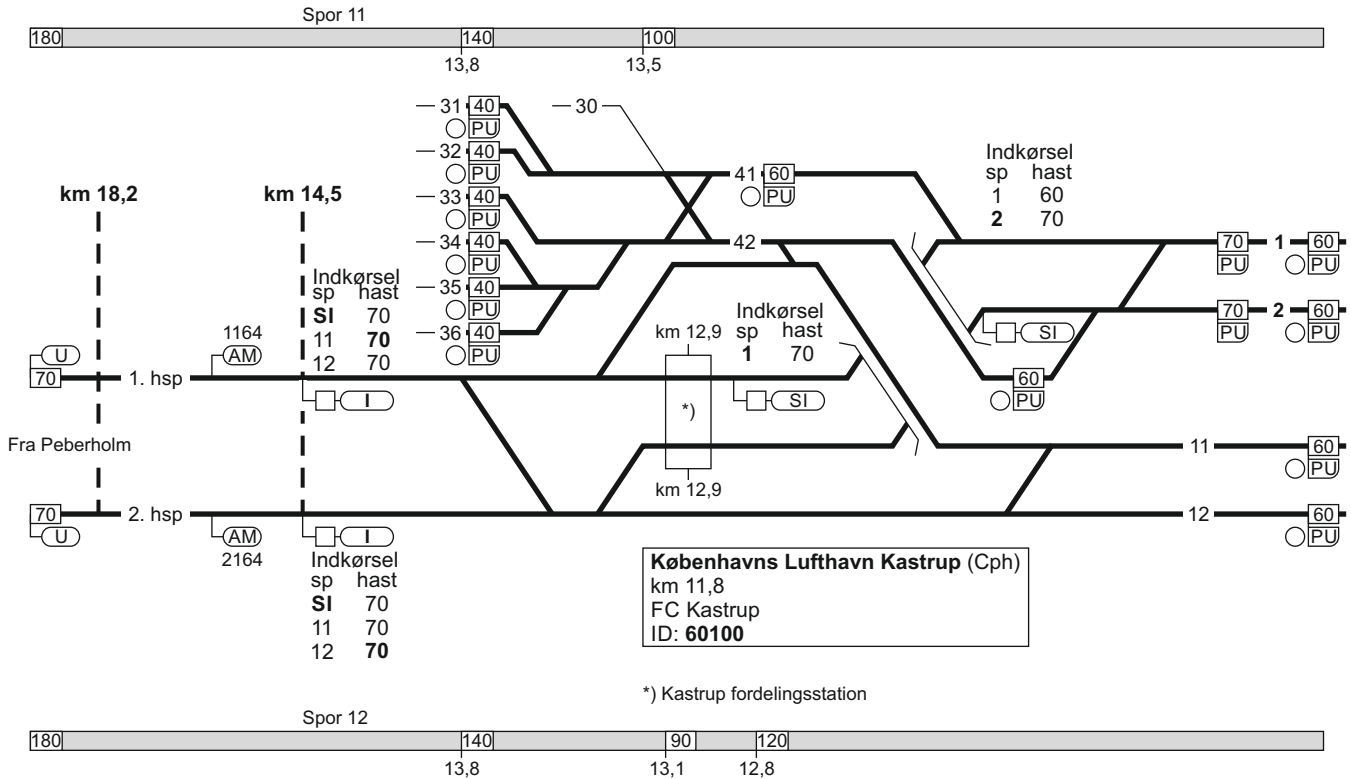 Spor 11
180 140 100
13,8 13,5
31 40 30
PU
32 40
PU
Indkørsel
sp hast
1 60
2 70
41 60
PU
km 18,2 km 14,5
33 40
PU
34 40
PU
42
70 1 60
PU PU
Indkørsel
sp hast
SI 70
11 70
12 70
35 40
PU
Indkørsel
sp hast
1 70
SI
70 2 60
PU PU
1164
AM
36 40
PU
km 12,9
U
70 1. hsp
I
SI
60
PU
*)
Fra Peberholm
11 60
PU
km 12,9
70 2. hsp
U
AM
2164
I
12 60
PU
Indkørsel
sp hast
SI 70
11 70
12 70
Københavns Lufthavn Kastrup (Cph)
km 11,8
FC Kastrup
ID: 60100
*) Kastrup fordelingsstation
Spor 12
180 140 90 120
13,8 13,1 12,8